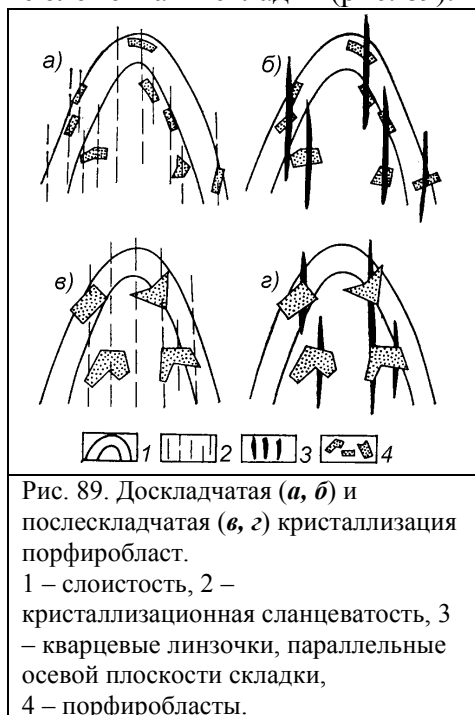 а)
б)
в)
г)
1 2 3 4
Рис. 89. Доскладчатая (а, б) и
послескладчатая (в, г) кристаллизация
порфиробласт.
1 – слоистость, 2 –
кристаллизационная сланцеватость, 3
– кварцевые линзочки, параллельные
осевой плоскости складки,
4 – порфиробласты.